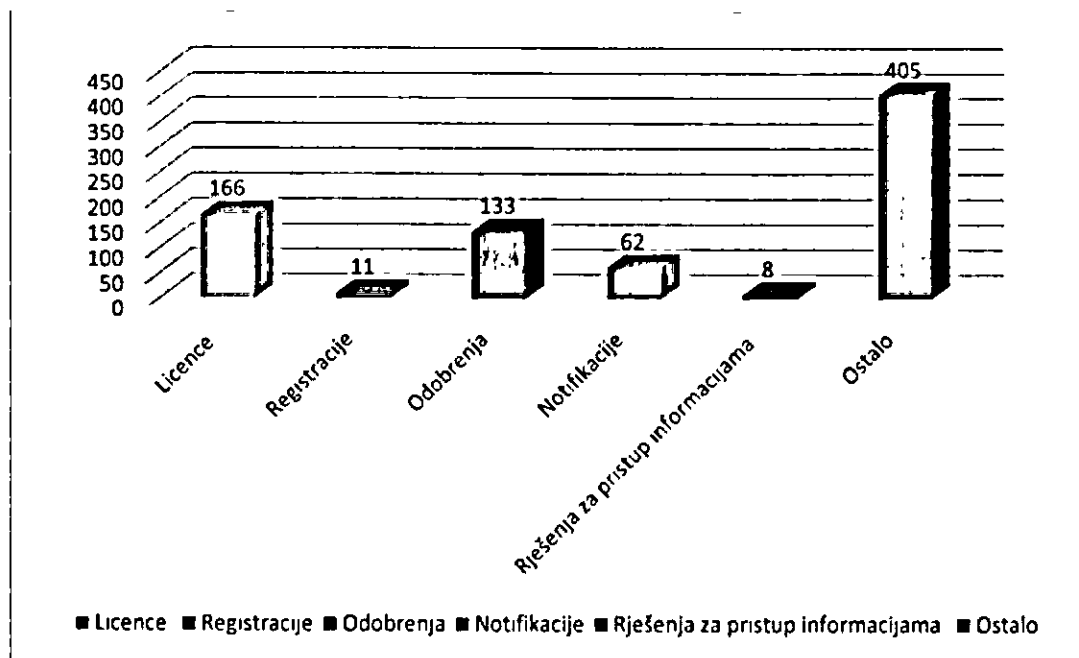 450
400
350
300
250
200
150
100
50
0
166
11
133
62
8
405
Licence
Registracije
Odobrenja
Notifikacije
Rješenja za pristup informacijama
Ostalo
Licence Registracije Odobrenja Notifikacije Rješenja za pristup informacijama Ostalo